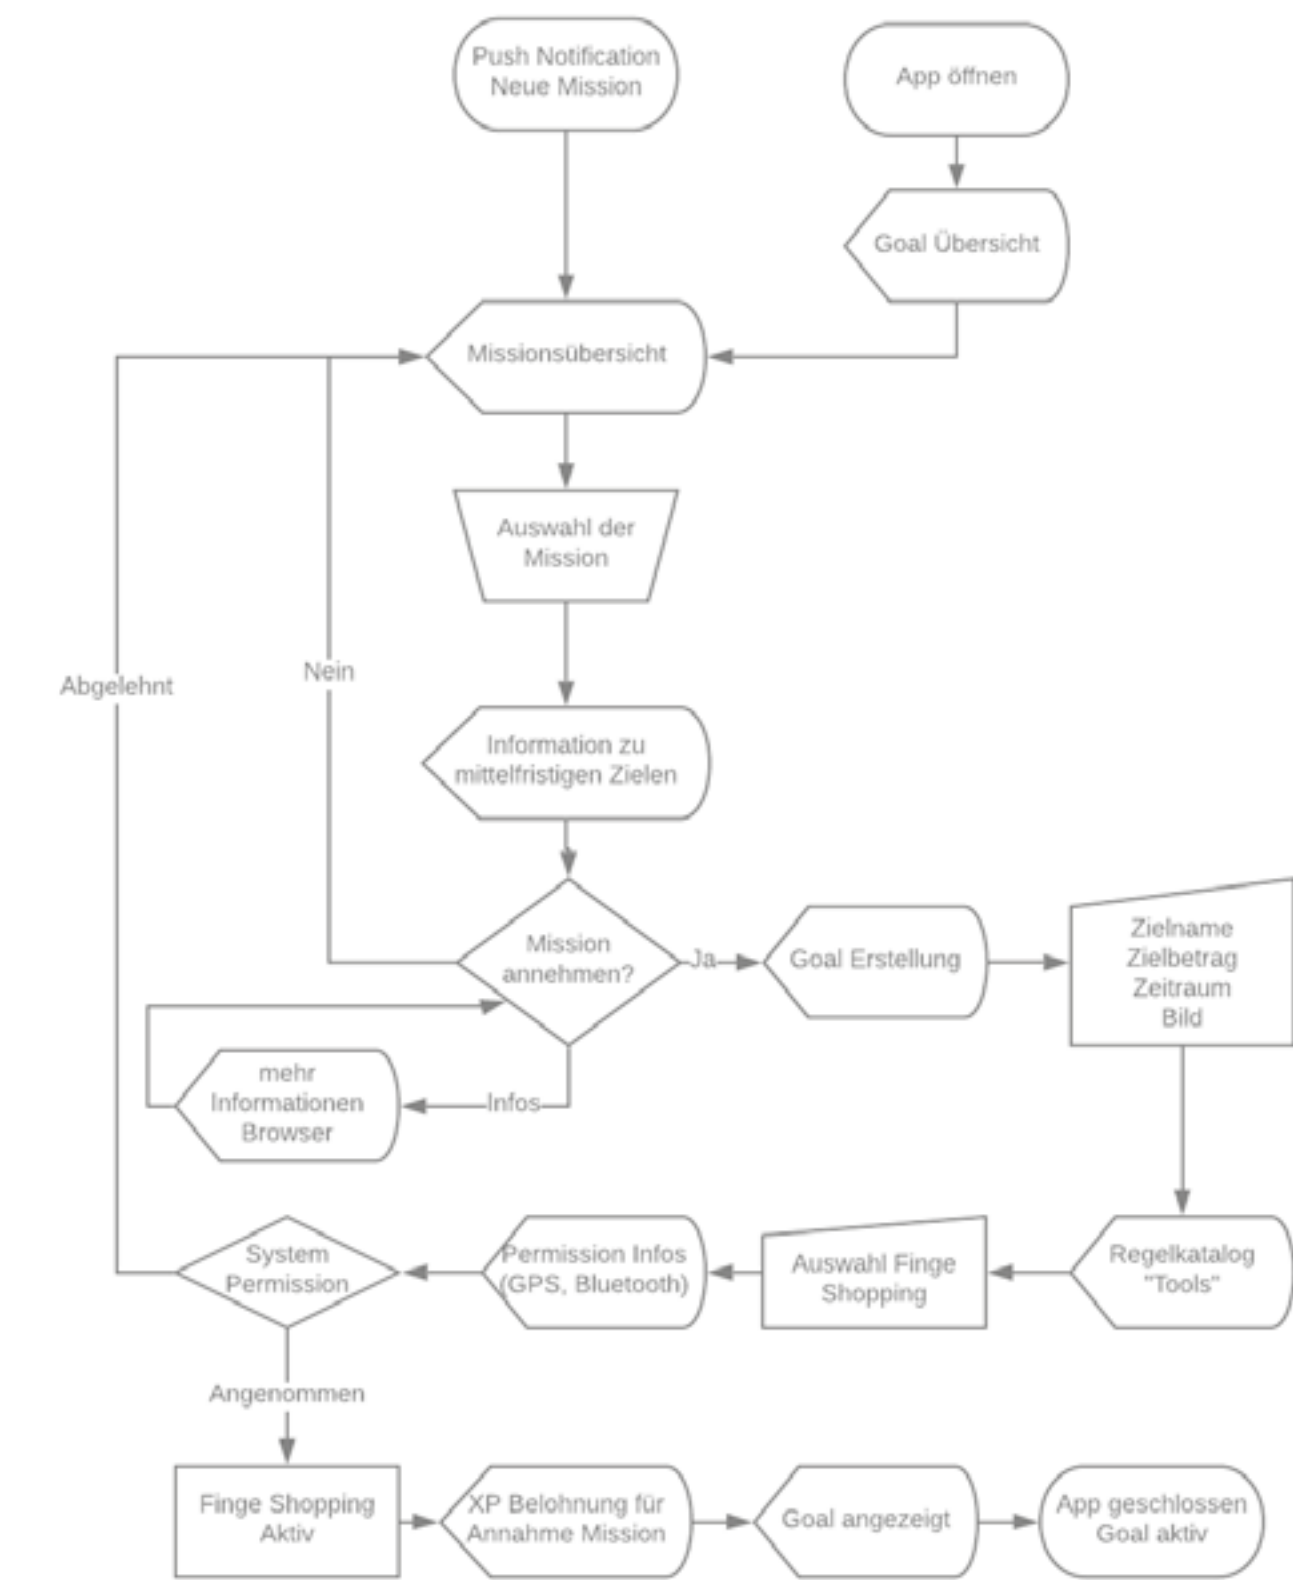 Push Notification
Neue Mission
App öffnen
Goal Übersicht
Missionsübersicht
Auswahl der
Mission
Nein
Abgelehnt
Information zu
mittelfristigen Zielen
Mission
annehmen?
Ja
Goal Erstellung
Zielname
Zielbetrag
Zeitraum
Bild
mehr
Informationen
Browser
Infos
System
Permission
Permission Infos
(GPS, Bluetooth)
Auswahl Finge
Shopping
Regelkatalog
"Tools"
Angenommen
Finge Shopping
Aktiv
XP Belohnung für
Annahme Mission
Goal angezeigt
App geschlossen
Goal aktiv